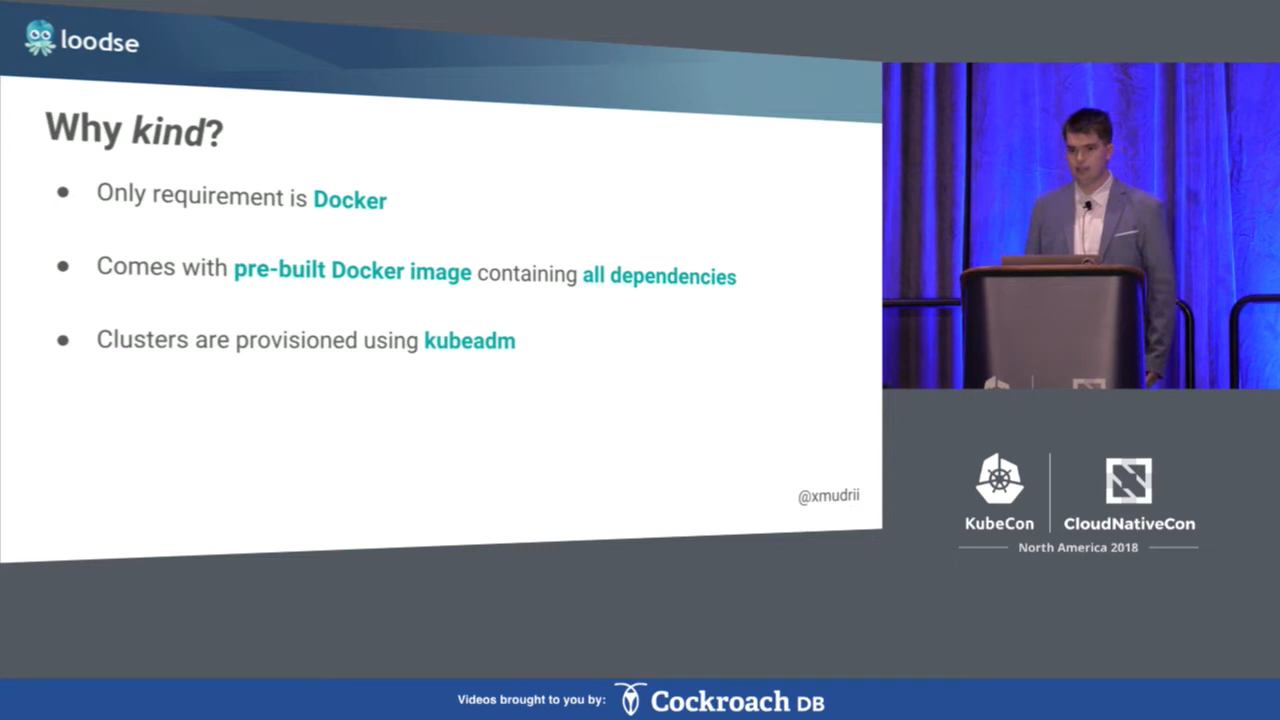 loodse
Why kind?
Only requirement is Docker
Comes with pre-built Docker image containing all dependencies
Clusters are provisioned using kubeadm
@xmudrii
KubeCon
CloudNativeCon
North America 2018
Videos brought to you by: Cockroach DB